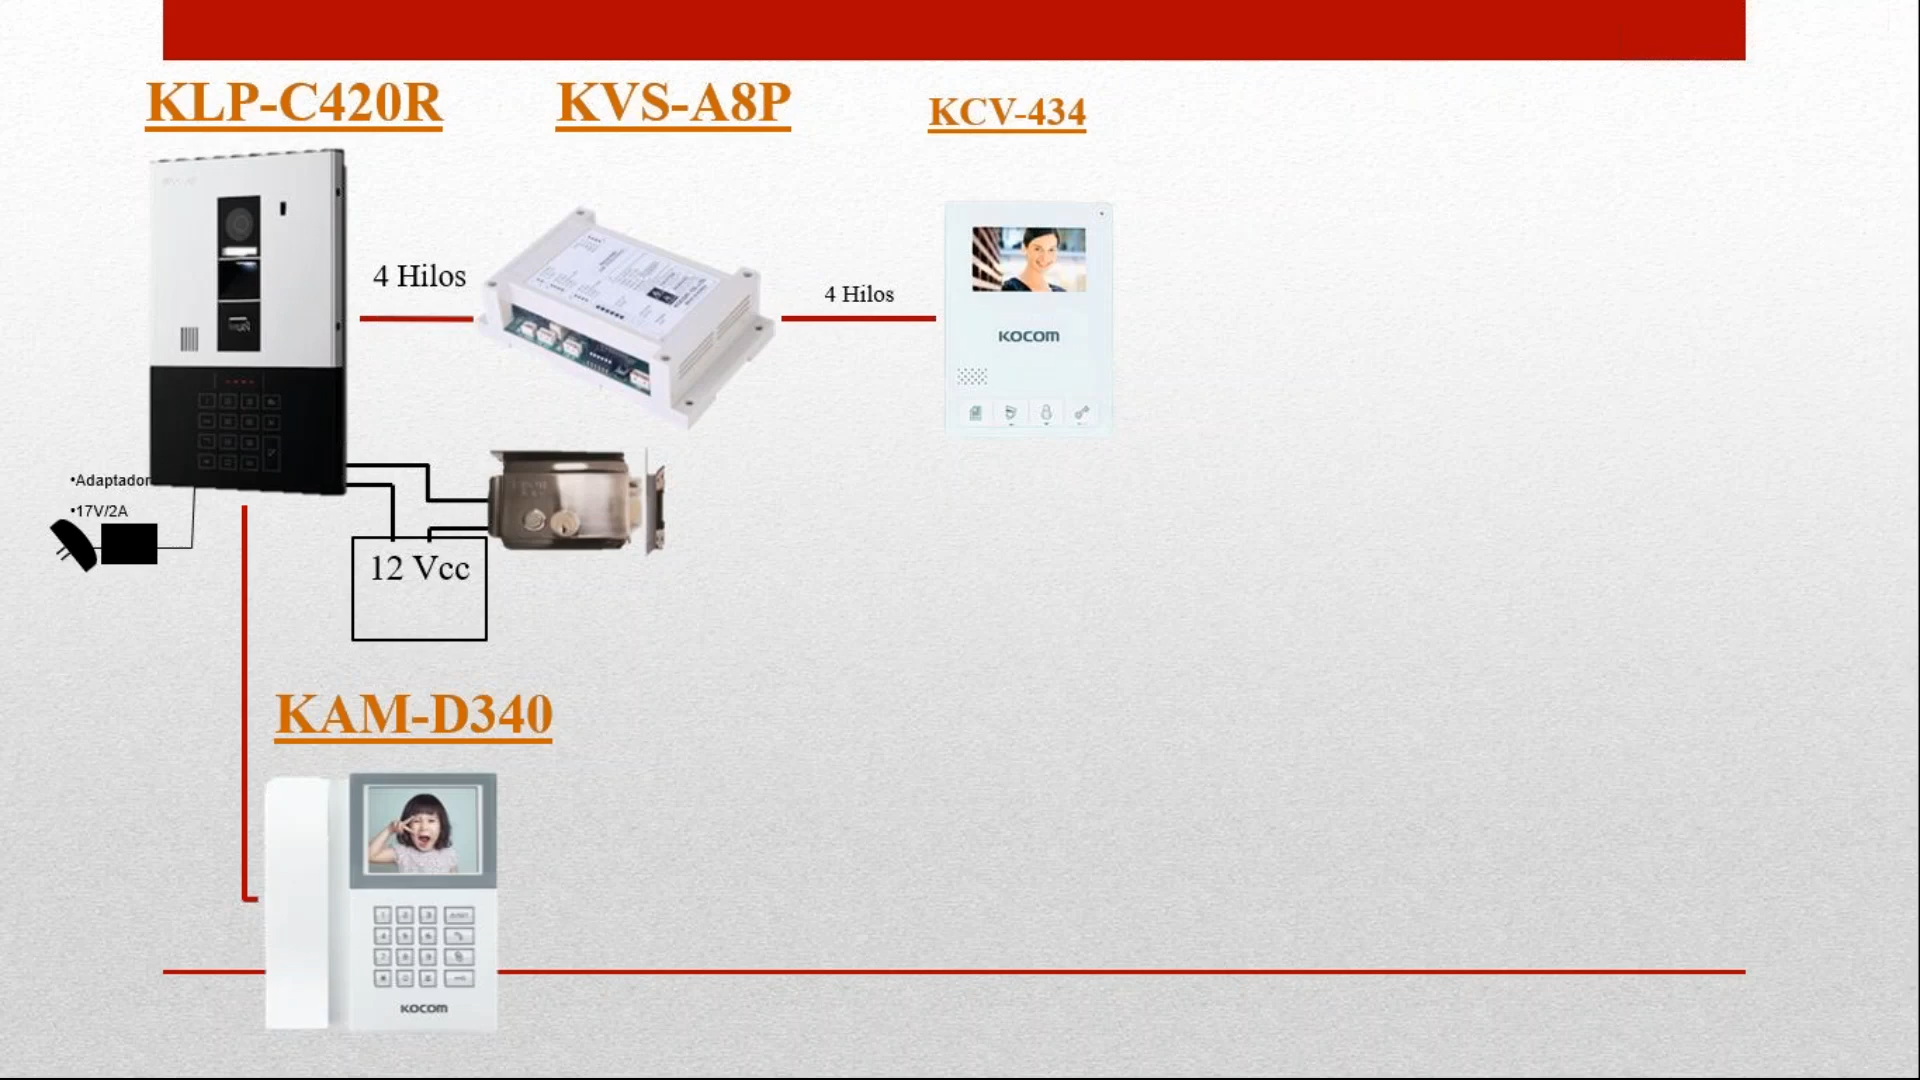 KLP-C420R
KVS-A8P
KCV-434
4 Hilos
4 Hilos
KOCOM
•Adaptador
•17V/2A
12 Vcc
KAM-D340
KOCOM